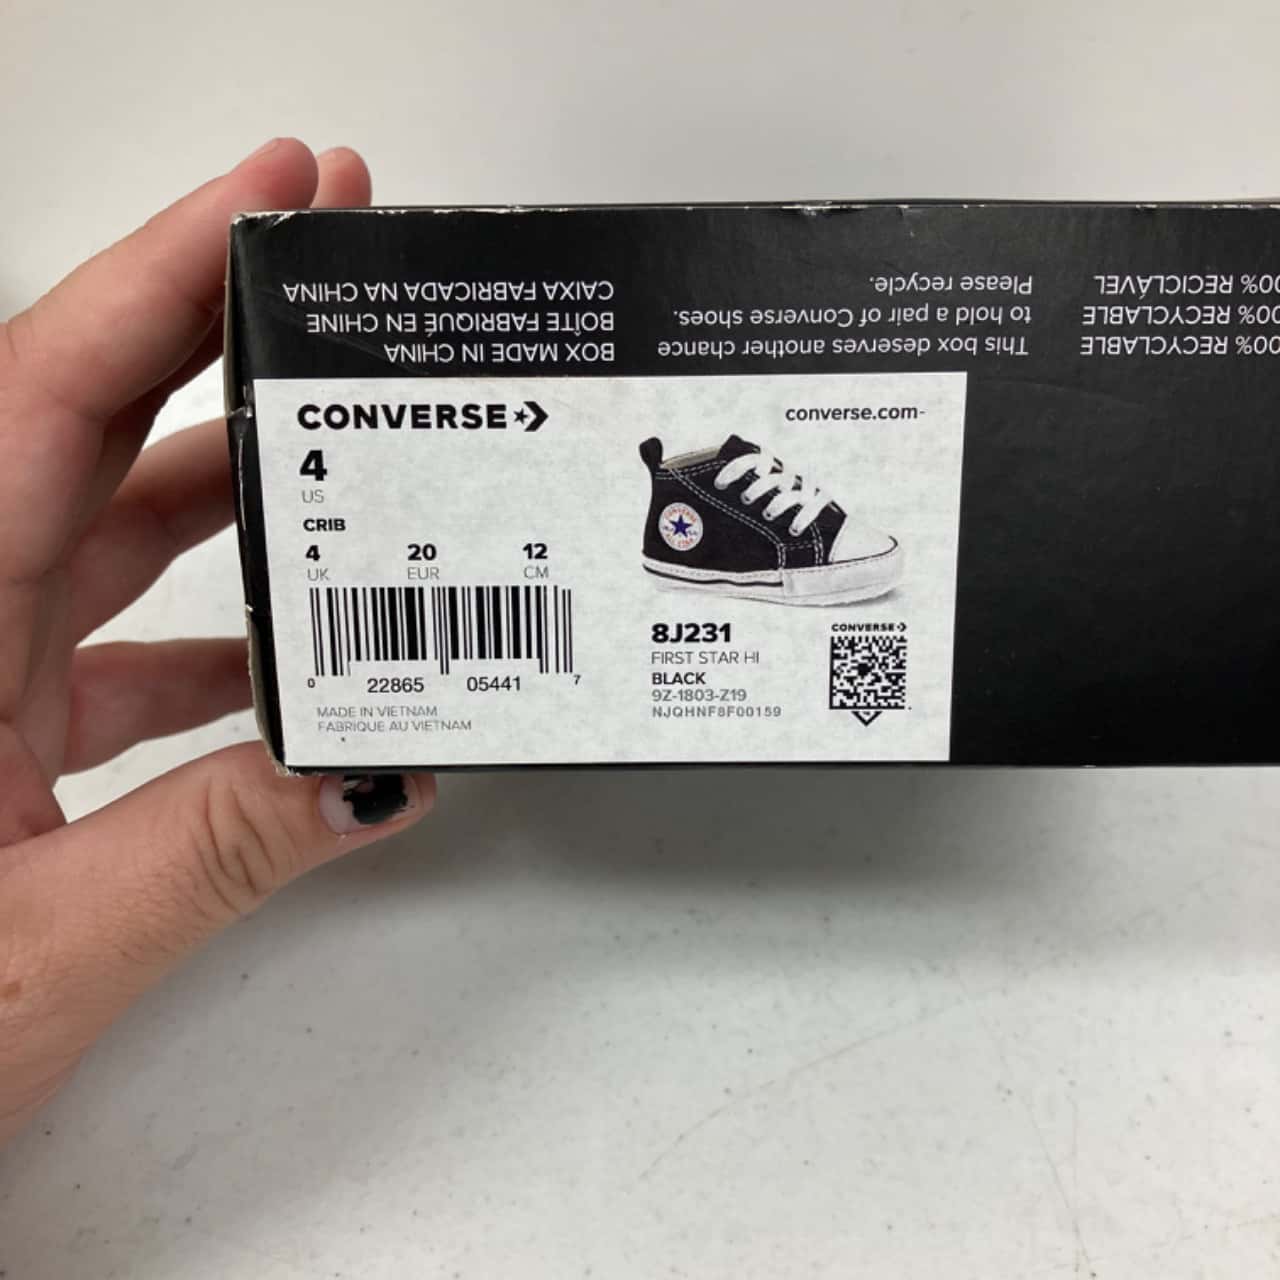 CAIXA FABRICADA NA CHINA
BOÎTE FABRIQUÉ EN CHINE
BOX MADE IN CHINA
This box deserves another chance
to hold a pair of Converse shoes.
Please recycle.
00% RECICLÁVEL
00% RECYCLABLE
00% RECYCLABLE
CONVERSE
converse.com
4
US
CRIB
4 20 12
UK EUR CM
0 22865 05441 7
MADE IN VIETNAM
FABRIQUE AU VIETNAM
CONVERSE
ALL STAR
8J231
FIRST STAR HI
BLACK
9Z-1803-Z19
NJQHNF8F00159
CONVERSE